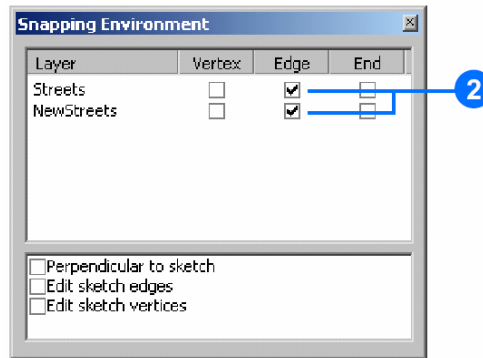 Snapping Environment
Layer Vertex Edge End
Streets
NewStreets
2
Perpendicular to sketch
Edit sketch edges
Edit sketch vertices